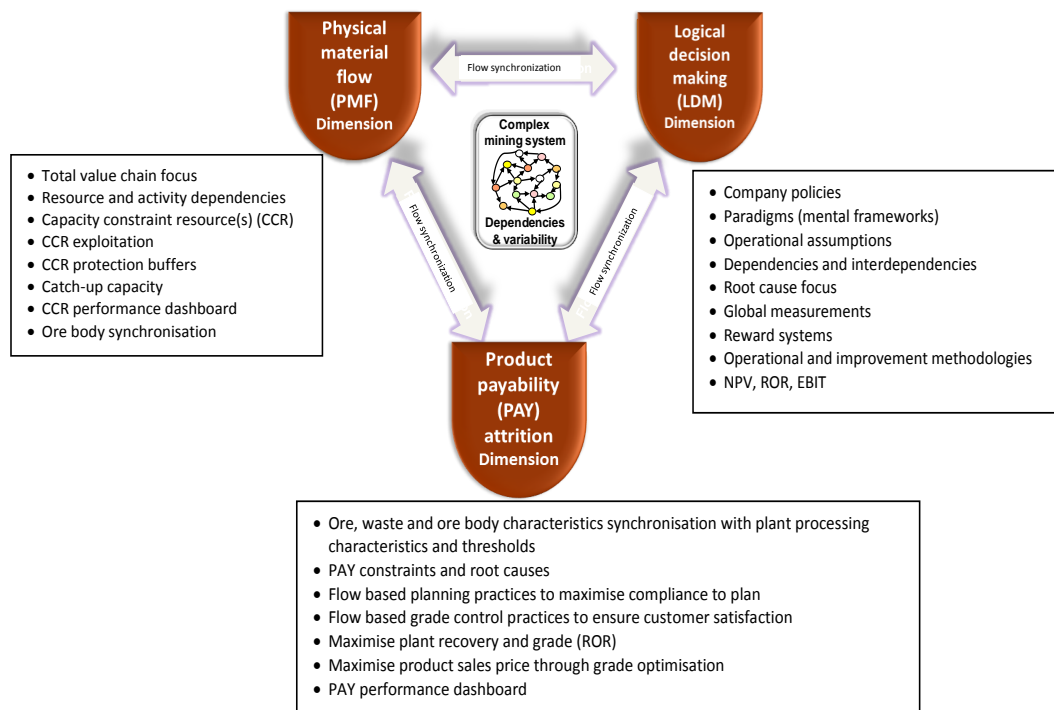 Physical
material
flow
(PMF)
Dimension
Flow synchronization
Logical
decision
making
(LDM)
Dimension
Complex
mining system
Dependencies
& variability
Flow synchronization
Flow synchronization
• Total value chain focus
• Resource and activity dependencies
• Capacity constraint resource(s) (CCR)
• CCR exploitation
• CCR protection buffers
• Catch-up capacity
• CCR performance dashboard
• Ore body synchronisation
• Company policies
• Paradigms (mental frameworks)
• Operational assumptions
• Dependencies and interdependencies
• Root cause focus
• Global measurements
• Reward systems
• Operational and improvement methodologies
• NPV, ROR, EBIT
Product
payability
(PAY)
attrition
Dimension
• Ore, waste and ore body characteristics synchronisation with plant processing
characteristics and thresholds
• PAY constraints and root causes
• Flow based planning practices to maximise compliance to plan
• Flow based grade control practices to ensure customer satisfaction
• Maximise plant recovery and grade (ROR)
• Maximise product sales price through grade optimisation
• PAY performance dashboard